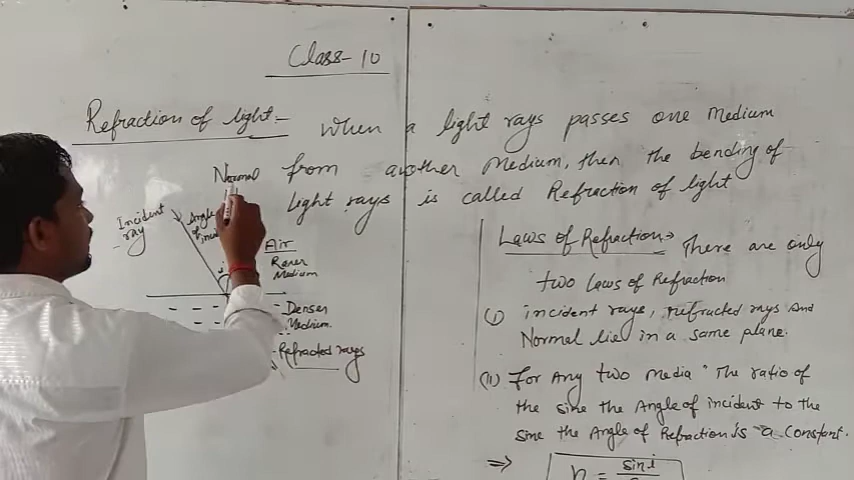 Class-10
Refraction of light:-
When a light rays passes one Medium
from another Medium, then the bending of
light rays is called Refraction of light
Normal
Incident
ray
Angle
of inci
i
Air
Rarer
Medium
Denser
Medium.
Refracted rays
Laws of Refraction→ There are only
two laws of Refraction
(i) incident rays, refracted rays And
Normal lie in a same plane.
(ii) For Any two media " The ratio of
the sine the Angle of incident to the
sine the Angle of Refraction is a Constant.
⇒ n = sin i